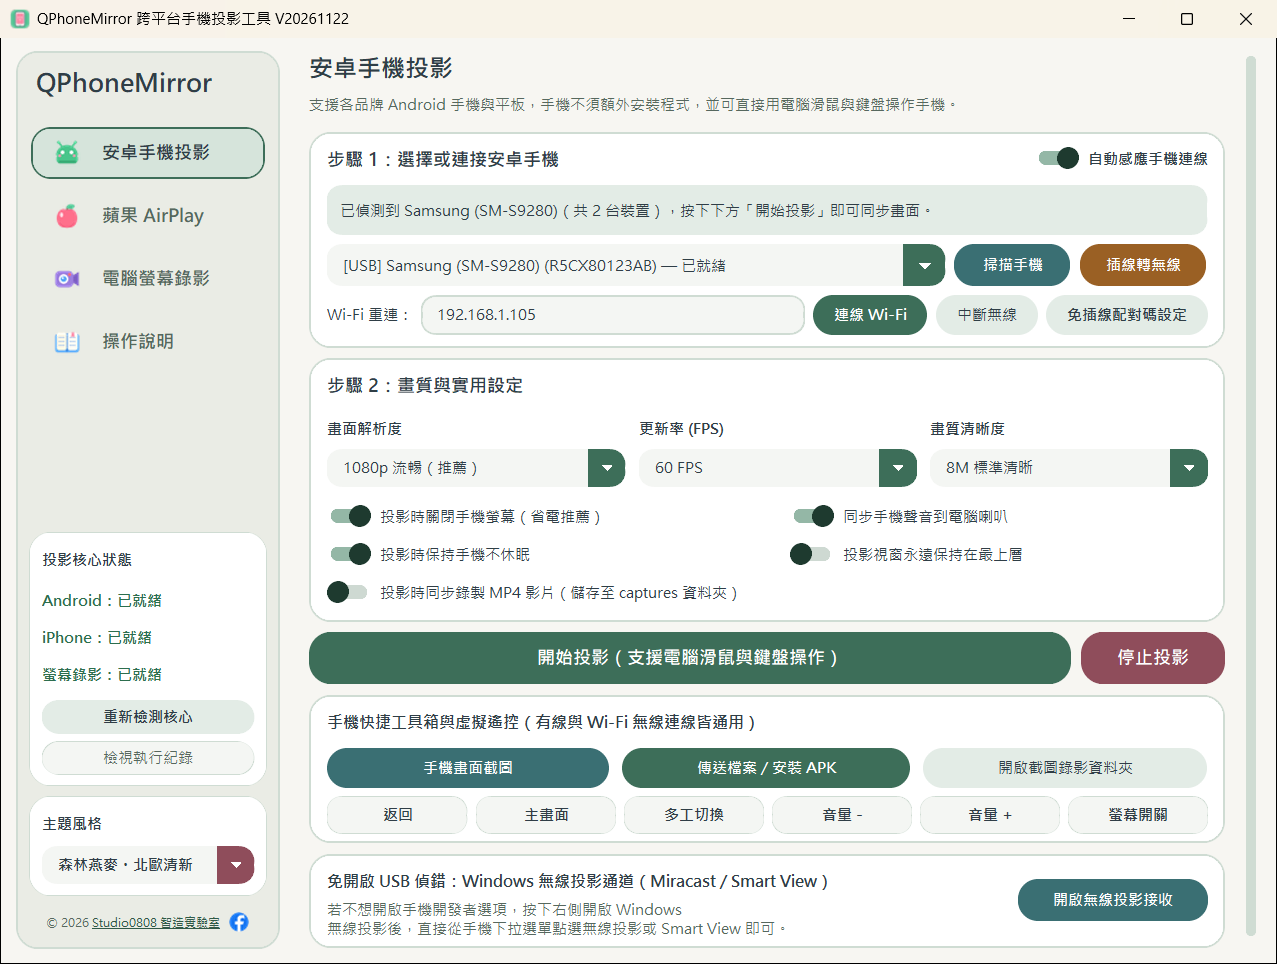 QPhoneMirror 跨平台手機投影工具 V20261122
QPhoneMirror
安卓手機投影
蘋果 AirPlay
電腦螢幕錄影
操作說明
投影核心狀態
Android：已就緒
iPhone：已就緒
螢幕錄影：已就緒
重新檢測核心
檢視執行紀錄
主題風格
森林燕麥・北歐清新
© 2026 Studio0808 智造實驗室
安卓手機投影
支援各品牌 Android 手機與平板，手機不須額外安裝程式，並可直接用電腦滑鼠與鍵盤操作手機。
步驟 1：選擇或連接安卓手機
自動感應手機連線
已偵測到 Samsung (SM-S9280)（共 2 台裝置），按下下方「開始投影」即可同步畫面。
[USB] Samsung (SM-S9280) (R5CX80123AB) — 已就緒
掃描手機
插線轉無線
Wi-Fi 重連：
192.168.1.105
連線 Wi-Fi
中斷無線
免插線配對碼設定
步驟 2：畫質與實用設定
畫面解析度
更新率 (FPS)
畫質清晰度
1080p 流暢（推薦）
60 FPS
8M 標準清晰
投影時關閉手機螢幕（省電推薦）
同步手機聲音到電腦喇叭
投影時保持手機不休眠
投影視窗永遠保持在最上層
投影時同步錄製 MP4 影片（儲存至 captures 資料夾）
開始投影（支援電腦滑鼠與鍵盤操作）
停止投影
手機快捷工具箱與虛擬遙控（有線與 Wi-Fi 無線連線皆通用）
手機畫面截圖
傳送檔案 / 安裝 APK
開啟截圖錄影資料夾
返回
主畫面
多工切換
音量 -
音量 +
螢幕開關
免開啟 USB 偵錯：Windows 無線投影通道（Miracast / Smart View）
若不想開啟手機開發者選項，按下右側開啟 Windows
無線投影後，直接從手機下拉選單點選無線投影或 Smart View 即可。
開啟無線投影接收